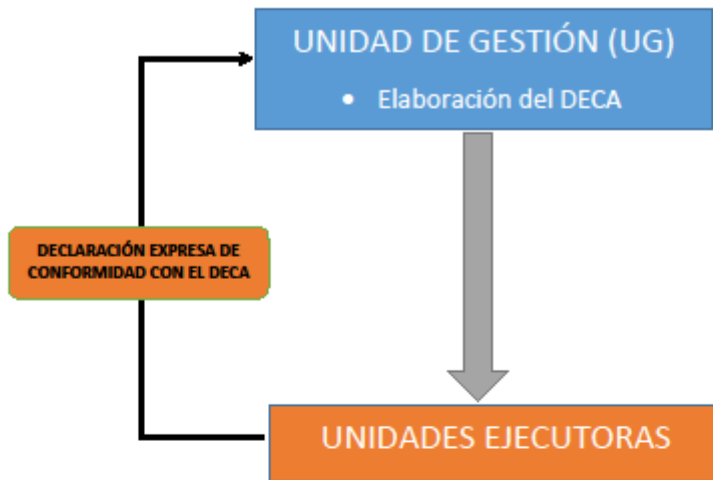 UNIDAD DE GESTIÓN (UG)
• Elaboración del DECA
DECLARACIÓN EXPRESA DE
CONFORMIDAD CON EL DECA
UNIDADES EJECUTORAS